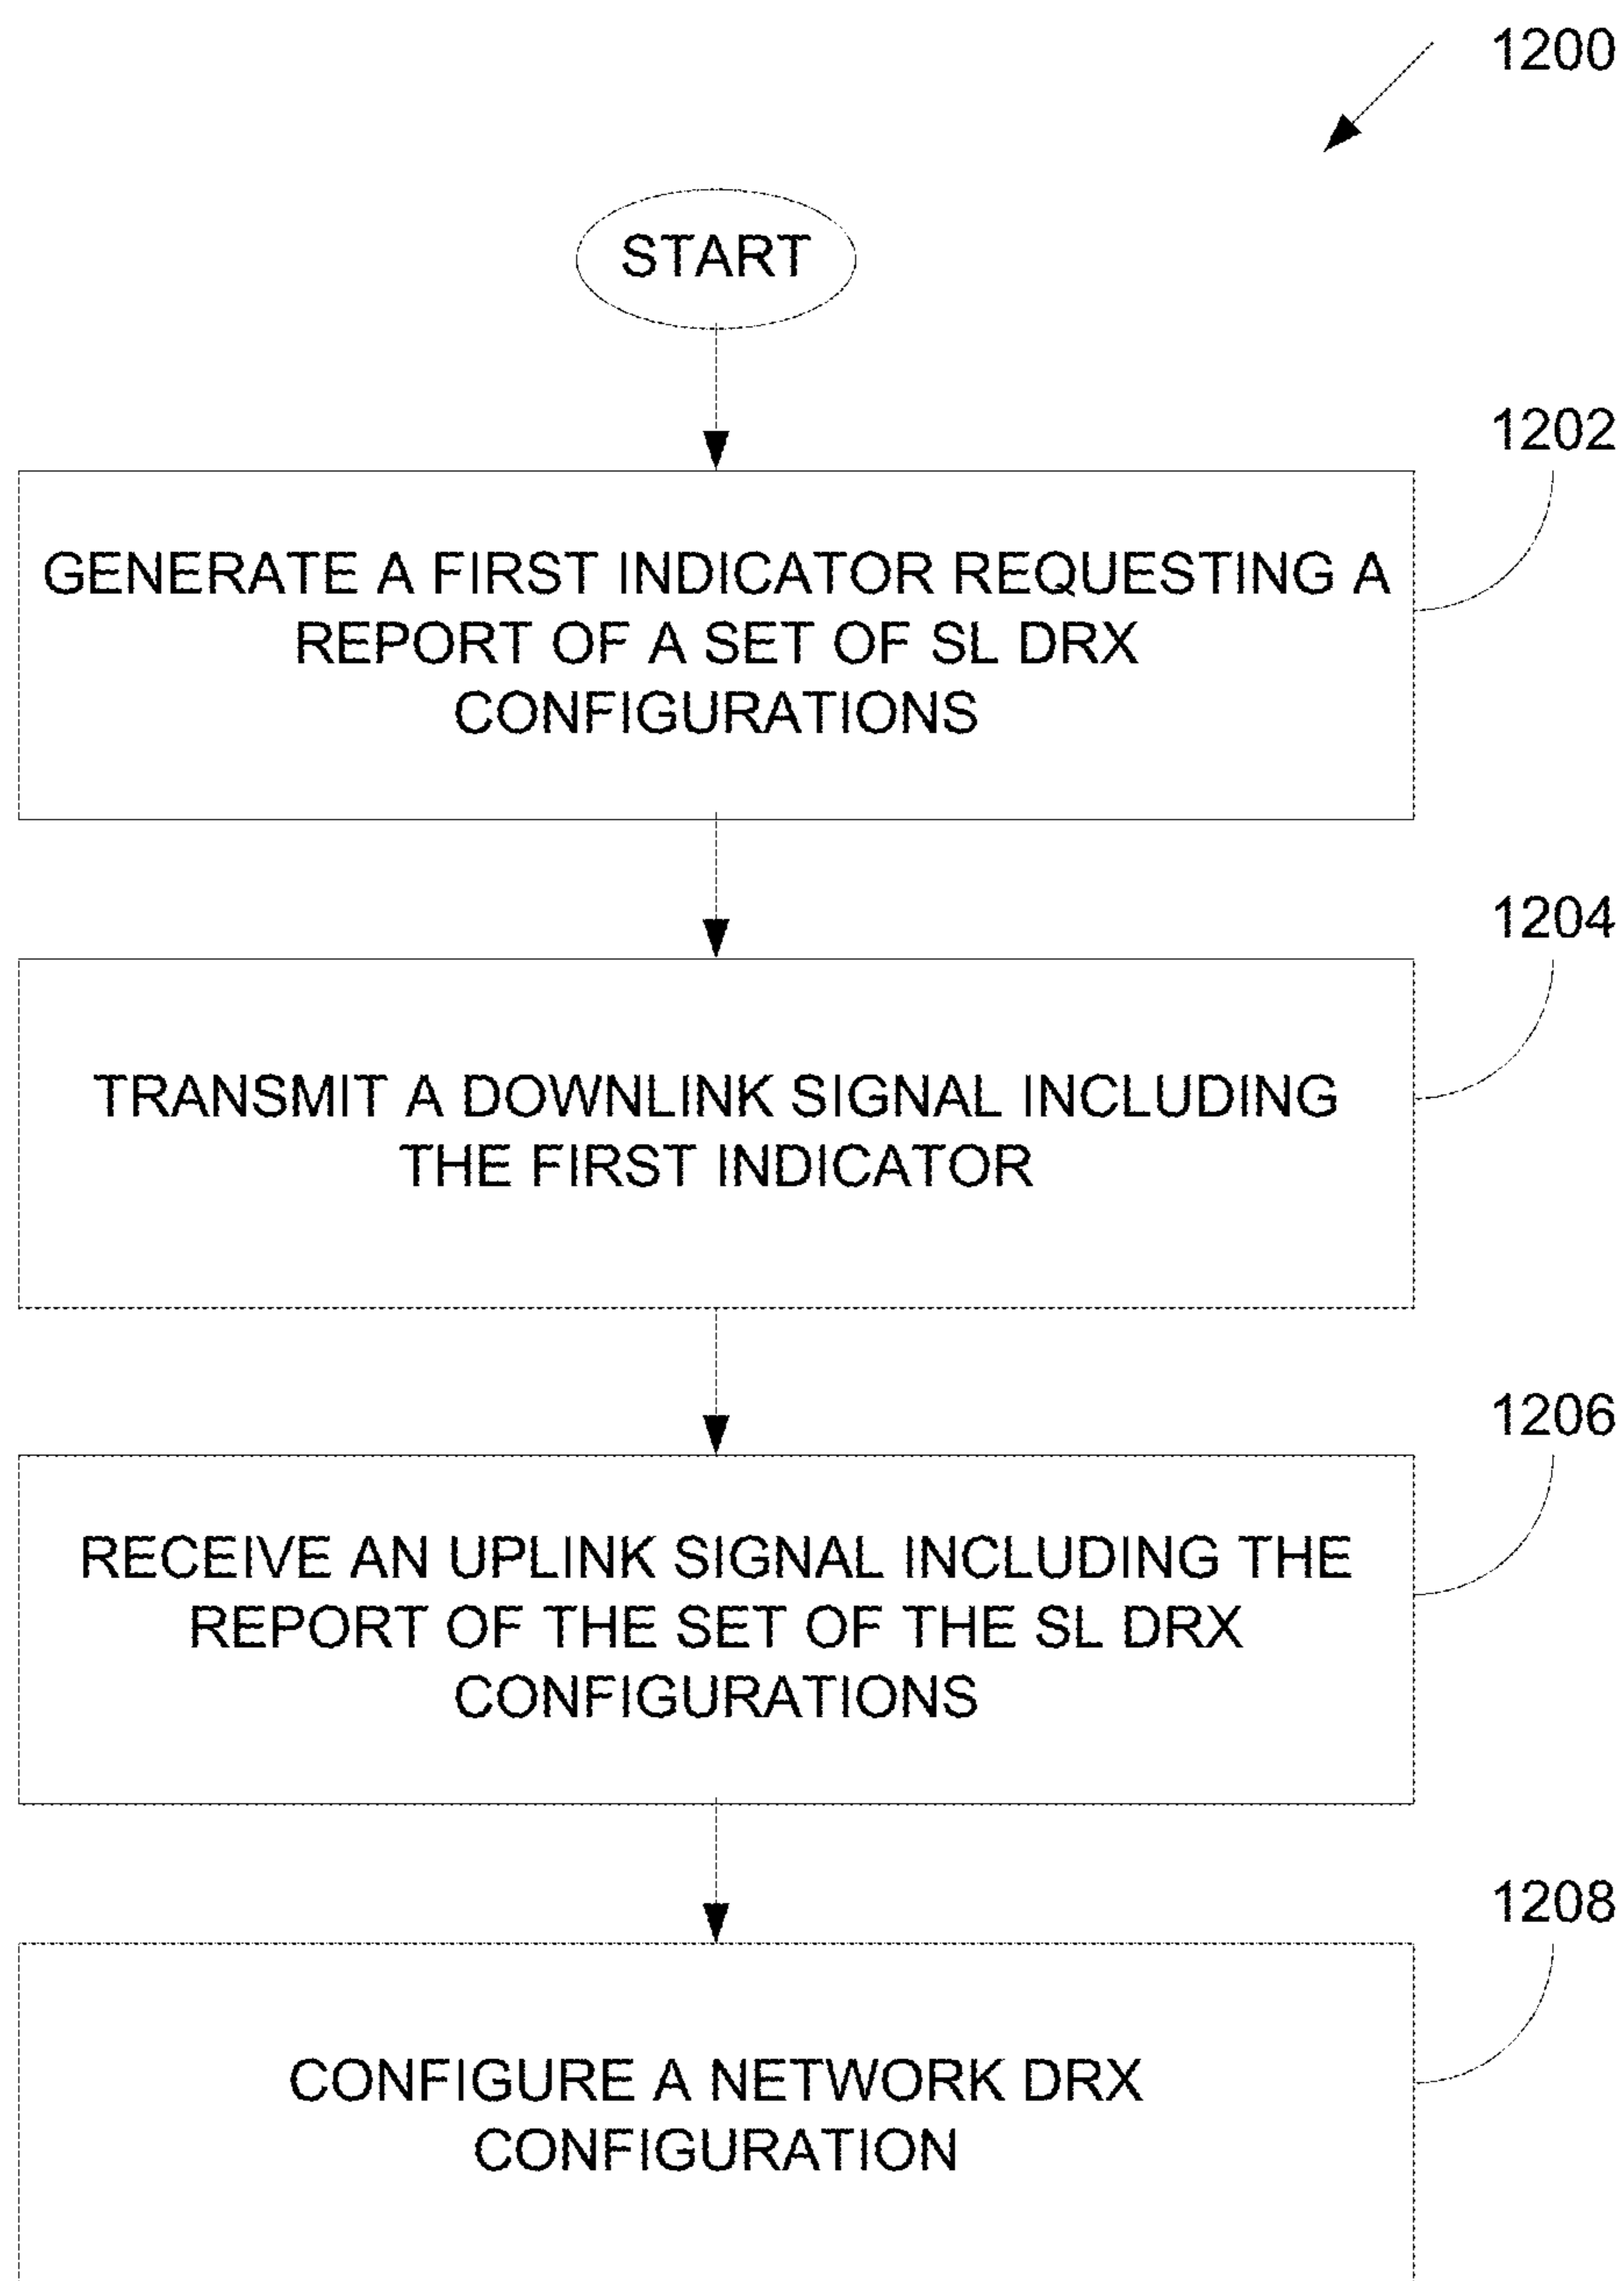 1200
START
1202
GENERATE A FIRST INDICATOR REQUESTING A
REPORT OF A SET OF SL DRX
CONFIGURATIONS
1204
TRANSMIT A DOWNLINK SIGNAL INCLUDING
THE FIRST INDICATOR
1206
RECEIVE AN UPLINK SIGNAL INCLUDING THE
REPORT OF THE SET OF THE SL DRX
CONFIGURATIONS
1208
CONFIGURE A NETWORK DRX
CONFIGURATION